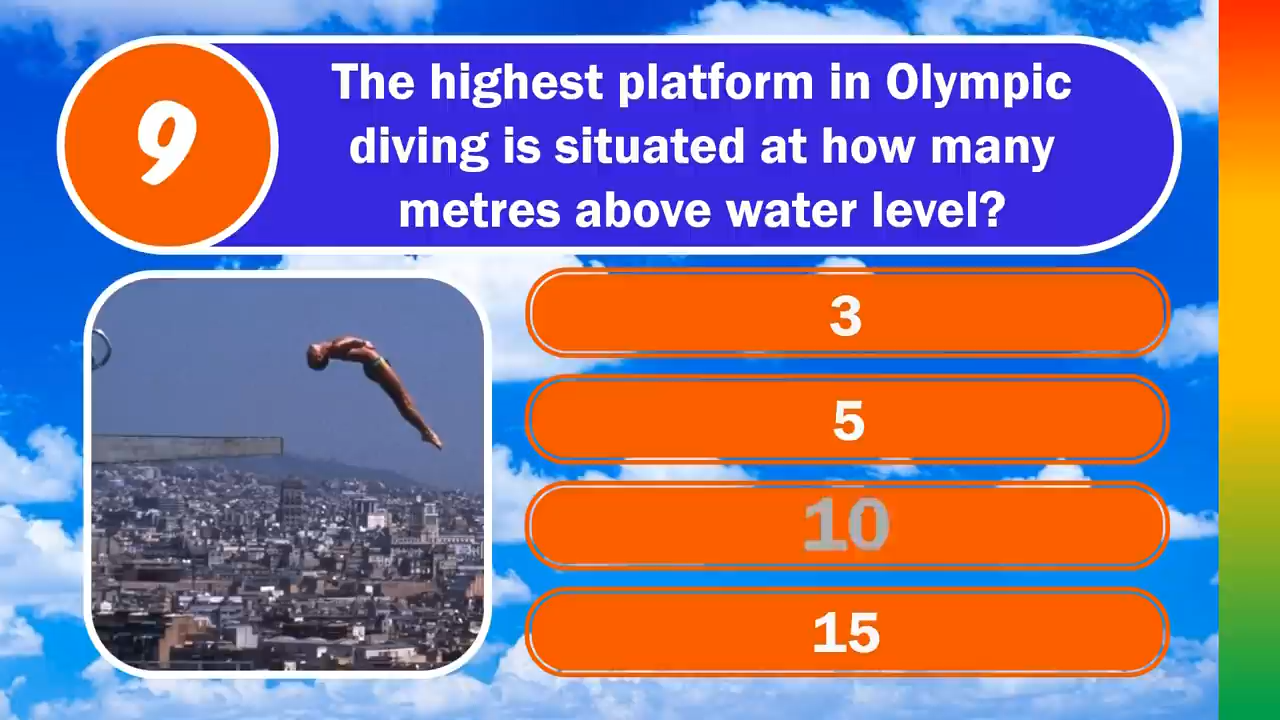 9
The highest platform in Olympic
diving is situated at how many
metres above water level?
3
5
10
15